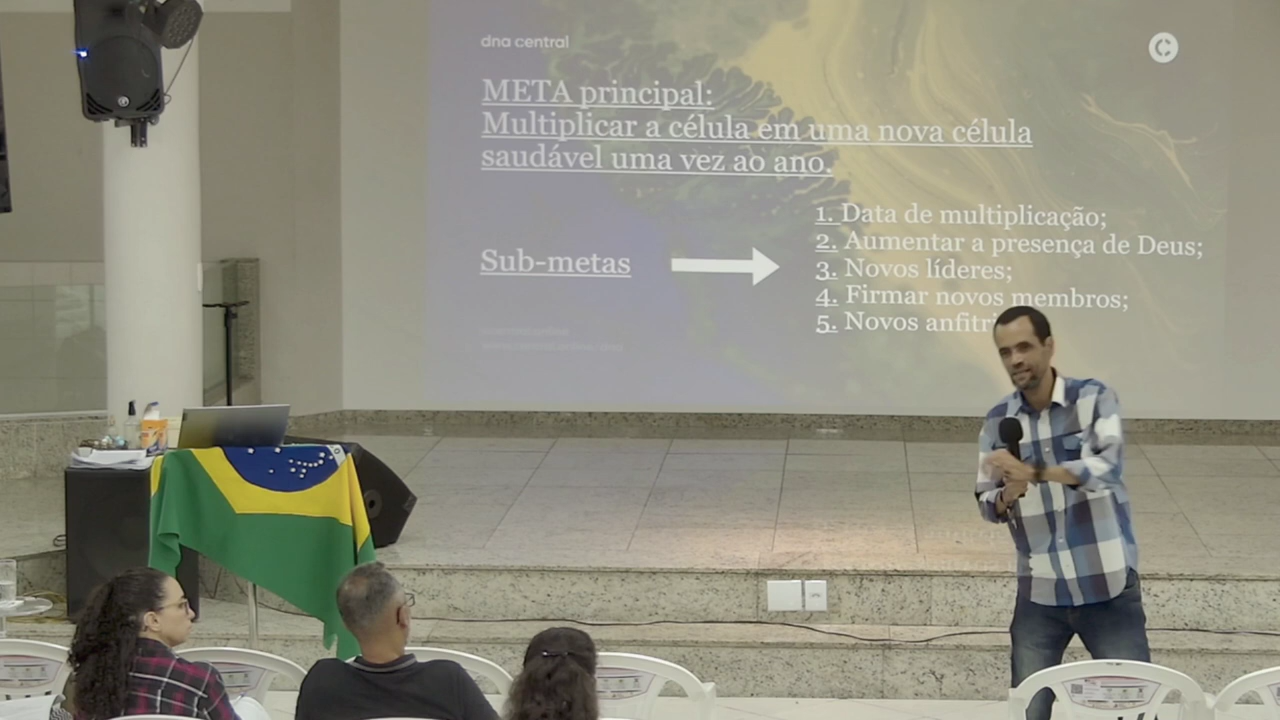 dna central
META principal:
Multiplicar a célula em uma nova célula
saudável uma vez ao ano.
Sub-metas
1. Data de multiplicação;
2. Aumentar a presença de Deus;
3. Novos líderes;
4. Firmar novos membros;
5. Novos